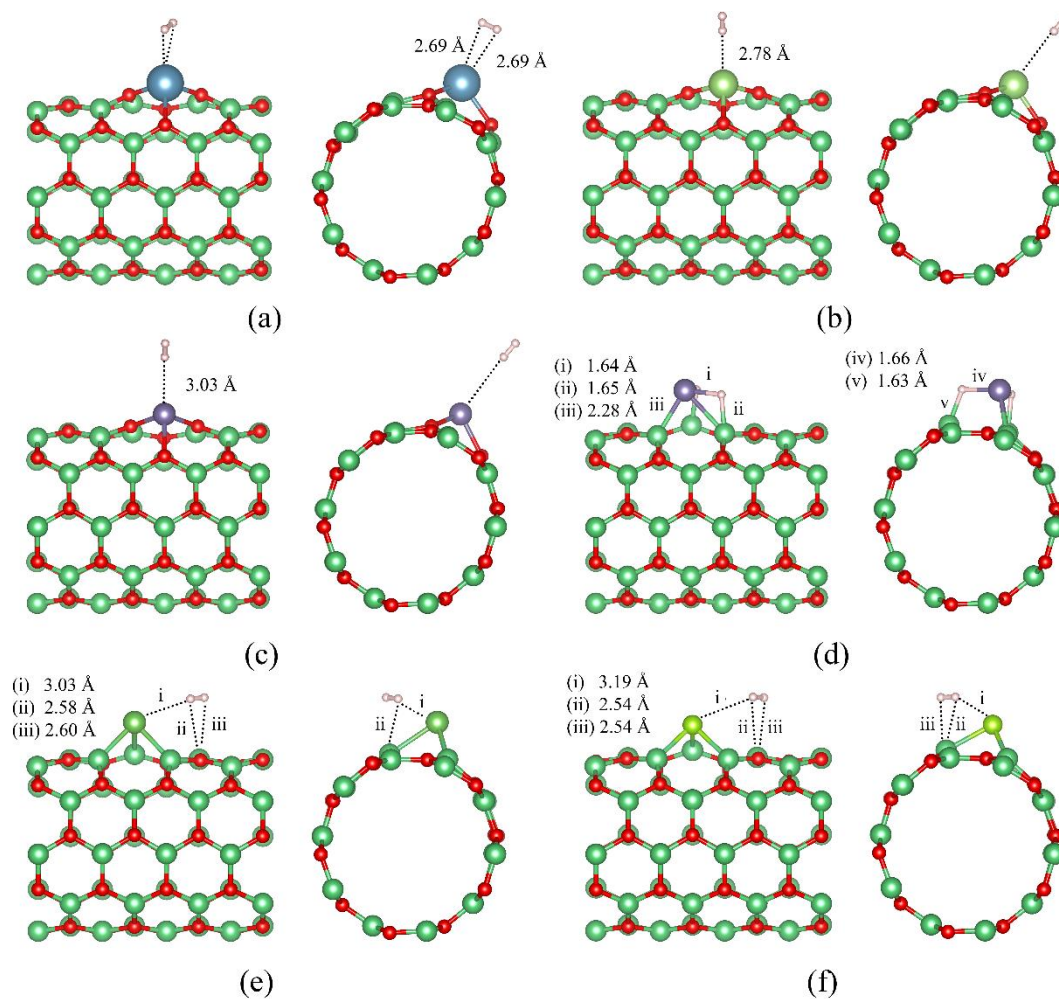 2.69 Å
2.69 Å
2.78 Å
(a)
(b)
3.03 Å
(i) 1.64 Å
(ii) 1.65 Å
(iii) 2.28 Å
i
iii
ii
(iv) 1.66 Å
(v) 1.63 Å
iv
v
(c)
(d)
(i) 3.03 Å
(ii) 2.58 Å
(iii) 2.60 Å
i
ii
iii
i
ii
(i) 3.19 Å
(ii) 2.54 Å
(iii) 2.54 Å
i
ii
iii
i
iii
ii
(e)
(f)